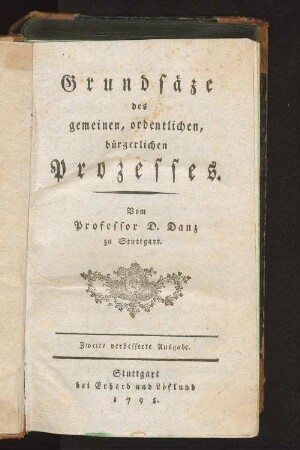 Grundsäze
des
gemeinen, ordentlichen,
bürgerlichen
Prozesses.
Vom
Professor D. Danz
zu Stuttgart.
Zweite verbesserte Ausgabe.
Stuttgart
bei Erhard und Löflund
1795.